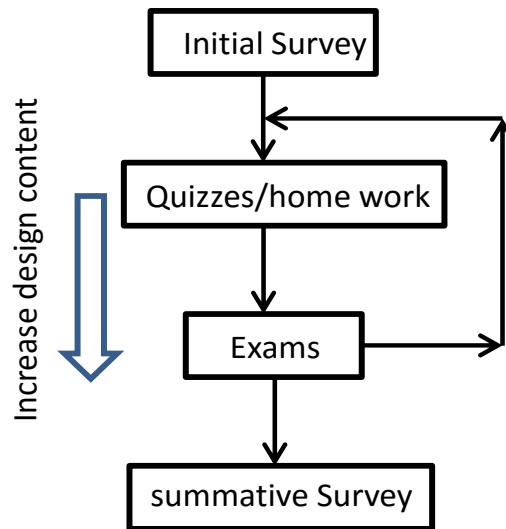 Initial Survey
Increase design content
Quizzes/home work
Exams
summative Survey